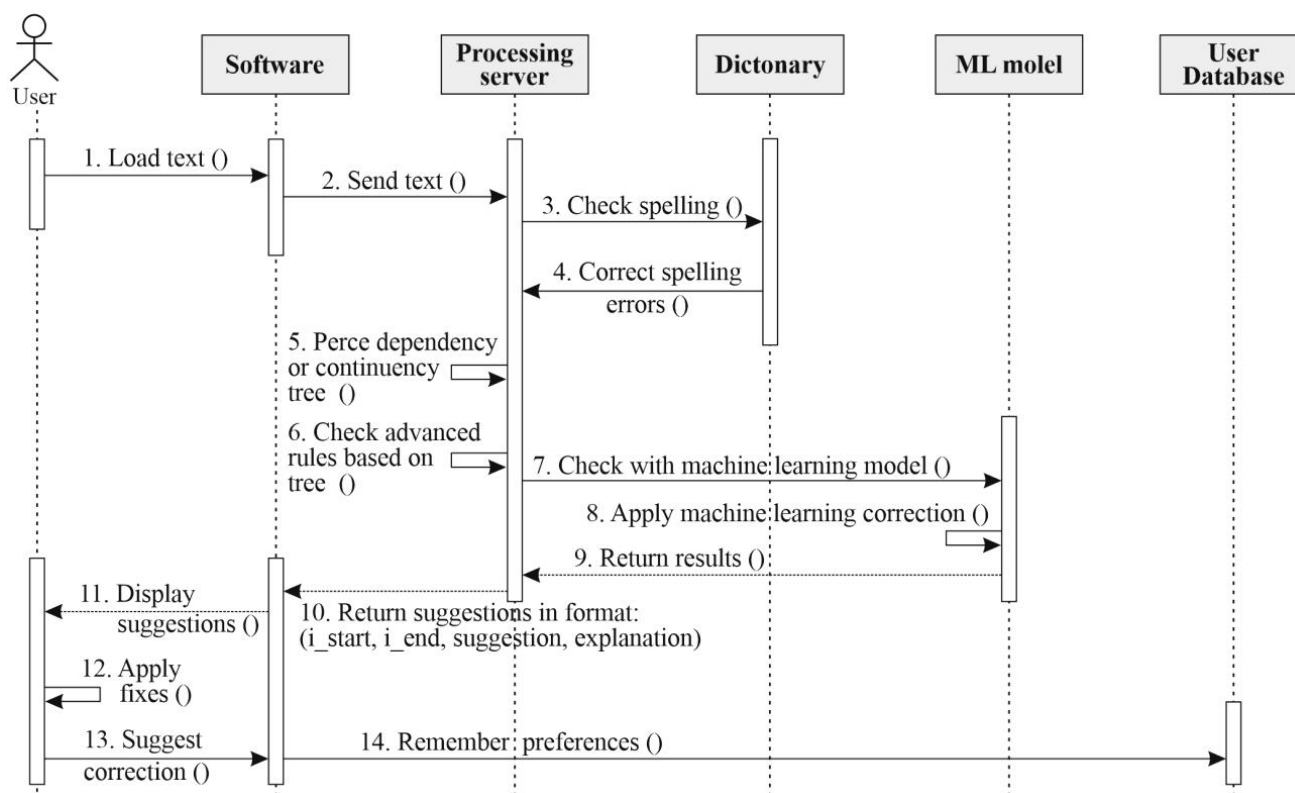 User
Software
Processing
server
Dictonary
ML molel
User
Database
1. Load text ()
2. Send text ()
3. Check spelling ()
4. Correct spelling
errors ()
5. Perce dependency
or continuency
tree ()
6. Check advanced
rules based on
tree ()
7. Check with machine learning model ()
8. Apply machine learning correction ()
9. Return results ()
10. Return suggestions in format:
(i_start, i_end, suggestion, explanation)
11. Display
suggestions ()
12. Apply
fixes ()
13. Suggest
correction ()
14. Remember preferences ()